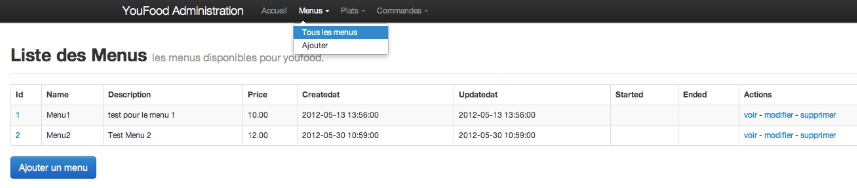 YouFood Administration Accueil Menus Plats Commandes
Tous les menus
Ajouter
Liste des Menus les menus disponibles pour youfood.
Id Name Description Price Createdat Updatedat Started Ended Actions
1 Menu1 test pour le menu 1 10.00 2012-05-13 13:56:00 2012-05-13 13:56:00 voir - modifier - supprimer
2 Menu2 Test Menu 2 12.00 2012-05-30 10:59:00 2012-05-30 10:59:00 voir - modifier - supprimer
Ajouter un menu